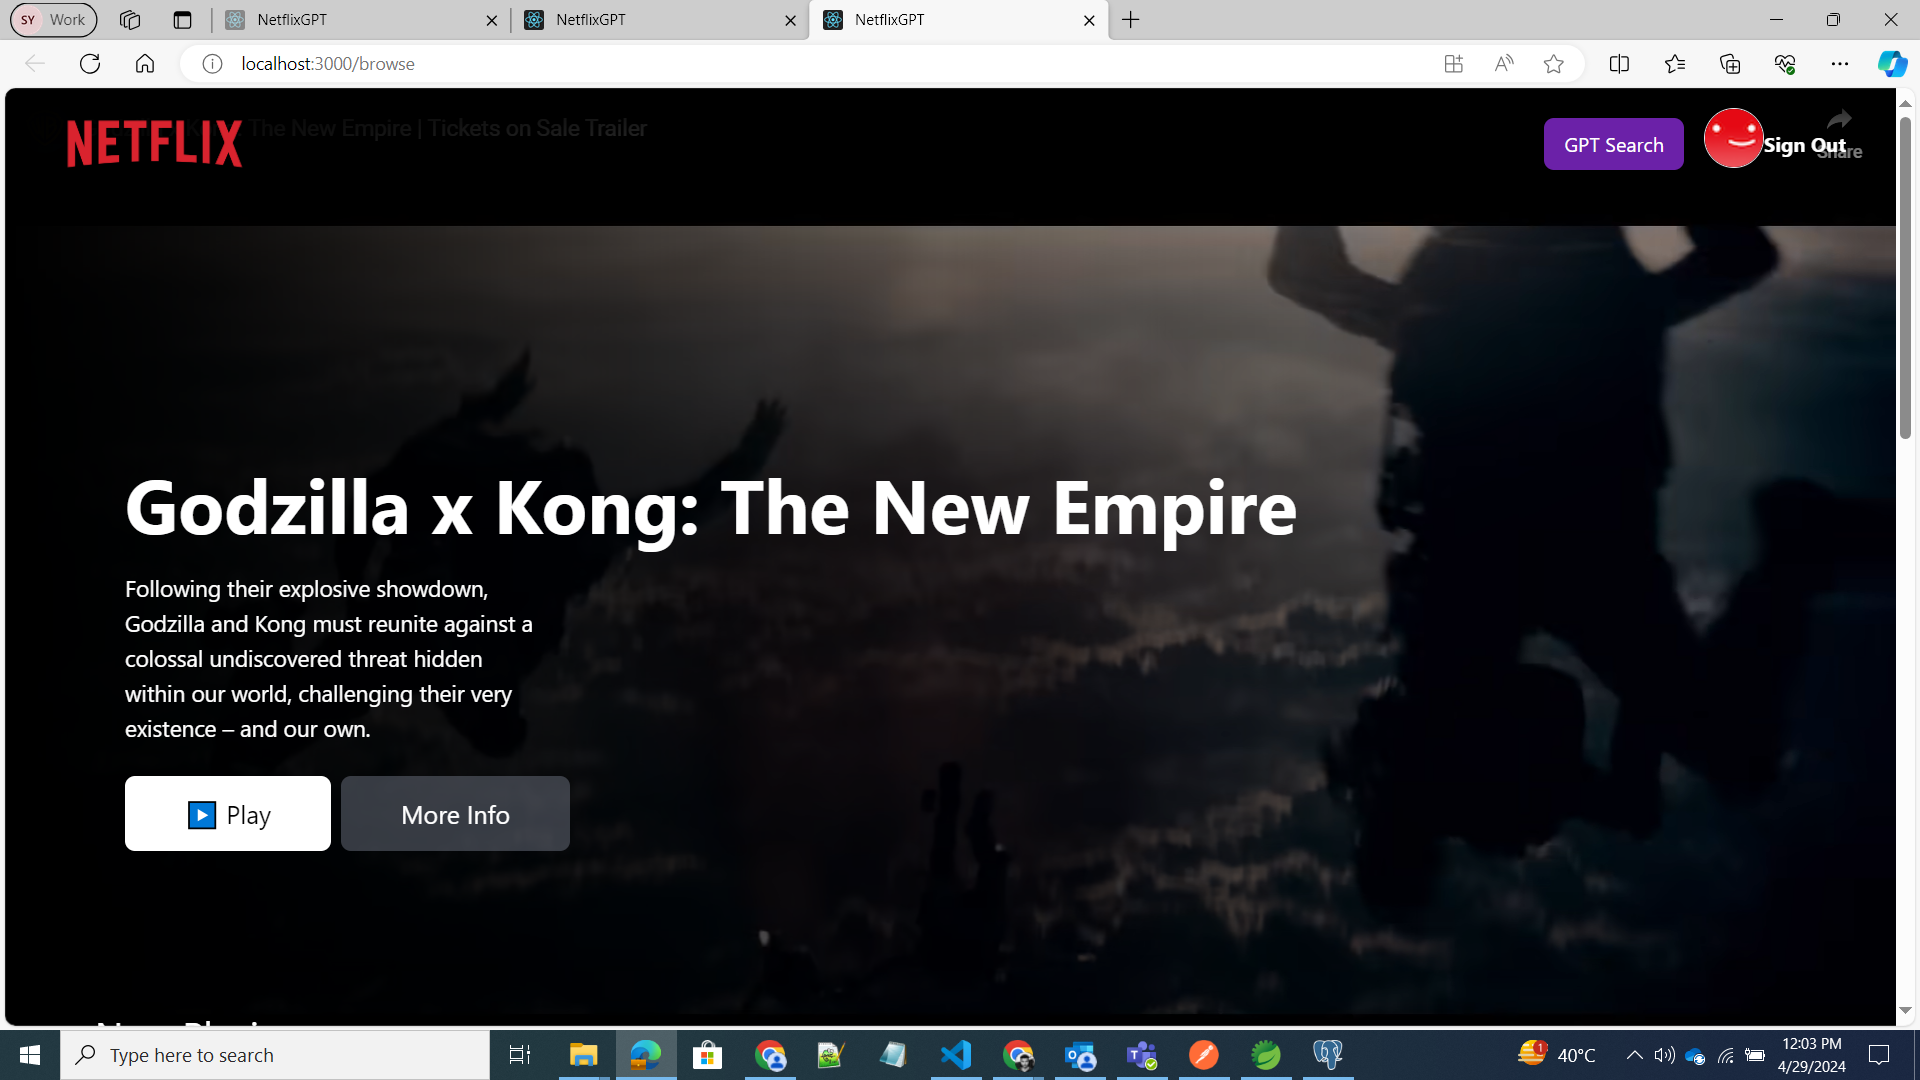 SY Work
NetflixGPT
NetflixGPT
NetflixGPT
localhost:3000/browse
NETFLIX
The New Empire | Tickets on Sale Trailer
GPT Search
Sign Out
Share
Godzilla x Kong: The New Empire
Following their explosive showdown,
Godzilla and Kong must reunite against a
colossal undiscovered threat hidden
within our world, challenging their very
existence – and our own.
Play
More Info
Type here to search
1
40°C
12:03 PM
4/29/2024